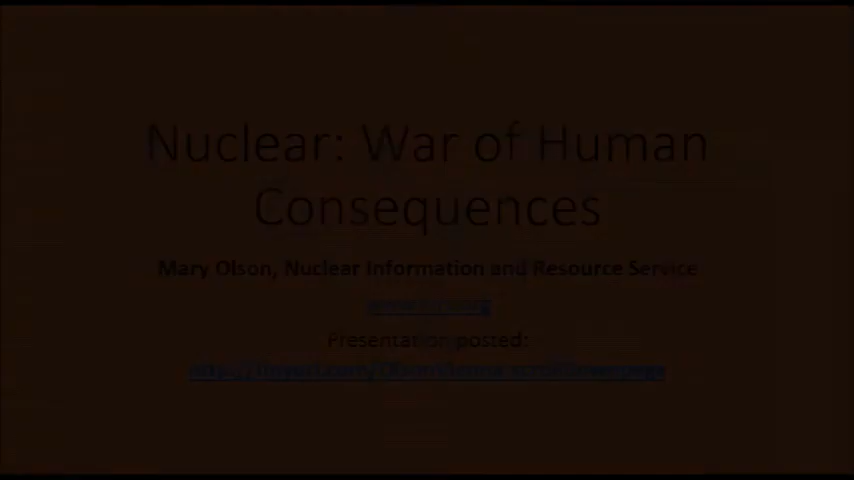 Nuclear: War of Human
Consequences
Mary Olson, Nuclear Information and Resource Service
Presentation posted: